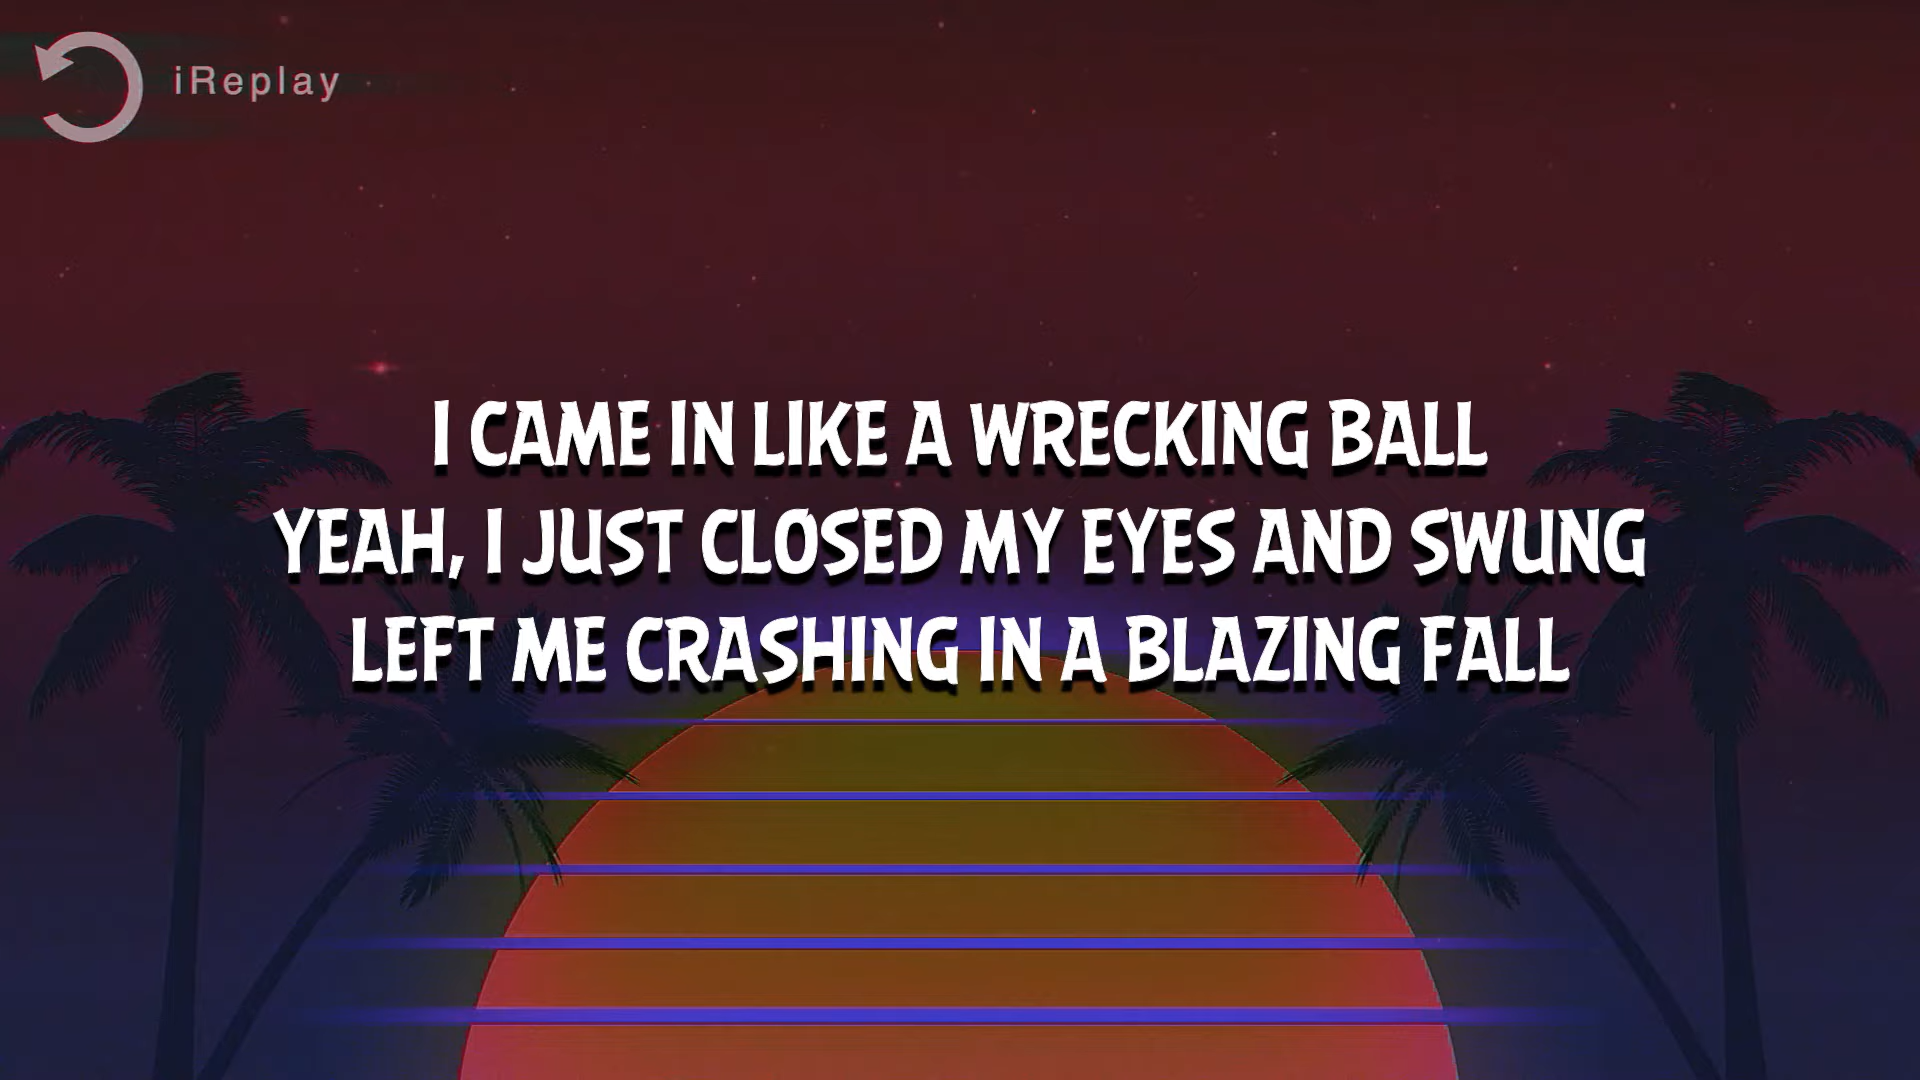 iReplay
I CAME IN LIKE A WRECKING BALL
YEAH, I JUST CLOSED MY EYES AND SWUNG
LEFT ME CRASHING IN A BLAZING FALL